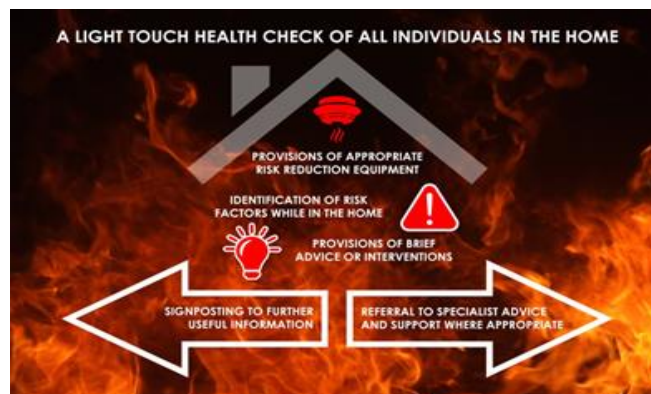 A LIGHT TOUCH HEALTH CHECK OF ALL INDIVIDUALS IN THE HOME
PROVISIONS OF APPROPRIATE
RISK REDUCTION EQUIPMENT
IDENTIFICATION OF RISK
FACTORS WHILE IN THE HOME
PROVISIONS OF BRIEF
ADVICE OR INTERVENTIONS
SIGNPOSTING TO FURTHER
USEFUL INFORMATION
REFERRAL TO SPECIALIST ADVICE
AND SUPPORT WHERE APPROPRIATE